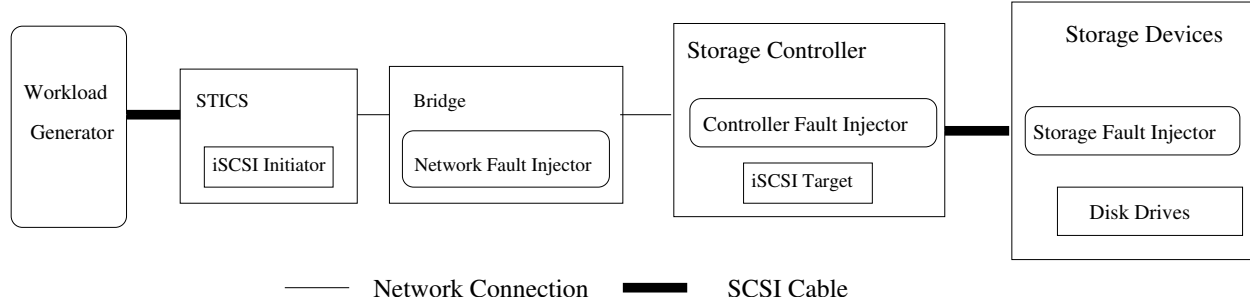 Workload
Generator
STICS
iSCSI Initiator
Bridge
Network Fault Injector
Storage Controller
Controller Fault Injector
iSCSI Target
Storage Devices
Storage Fault Injector
Disk Drives
Network Connection
SCSI Cable